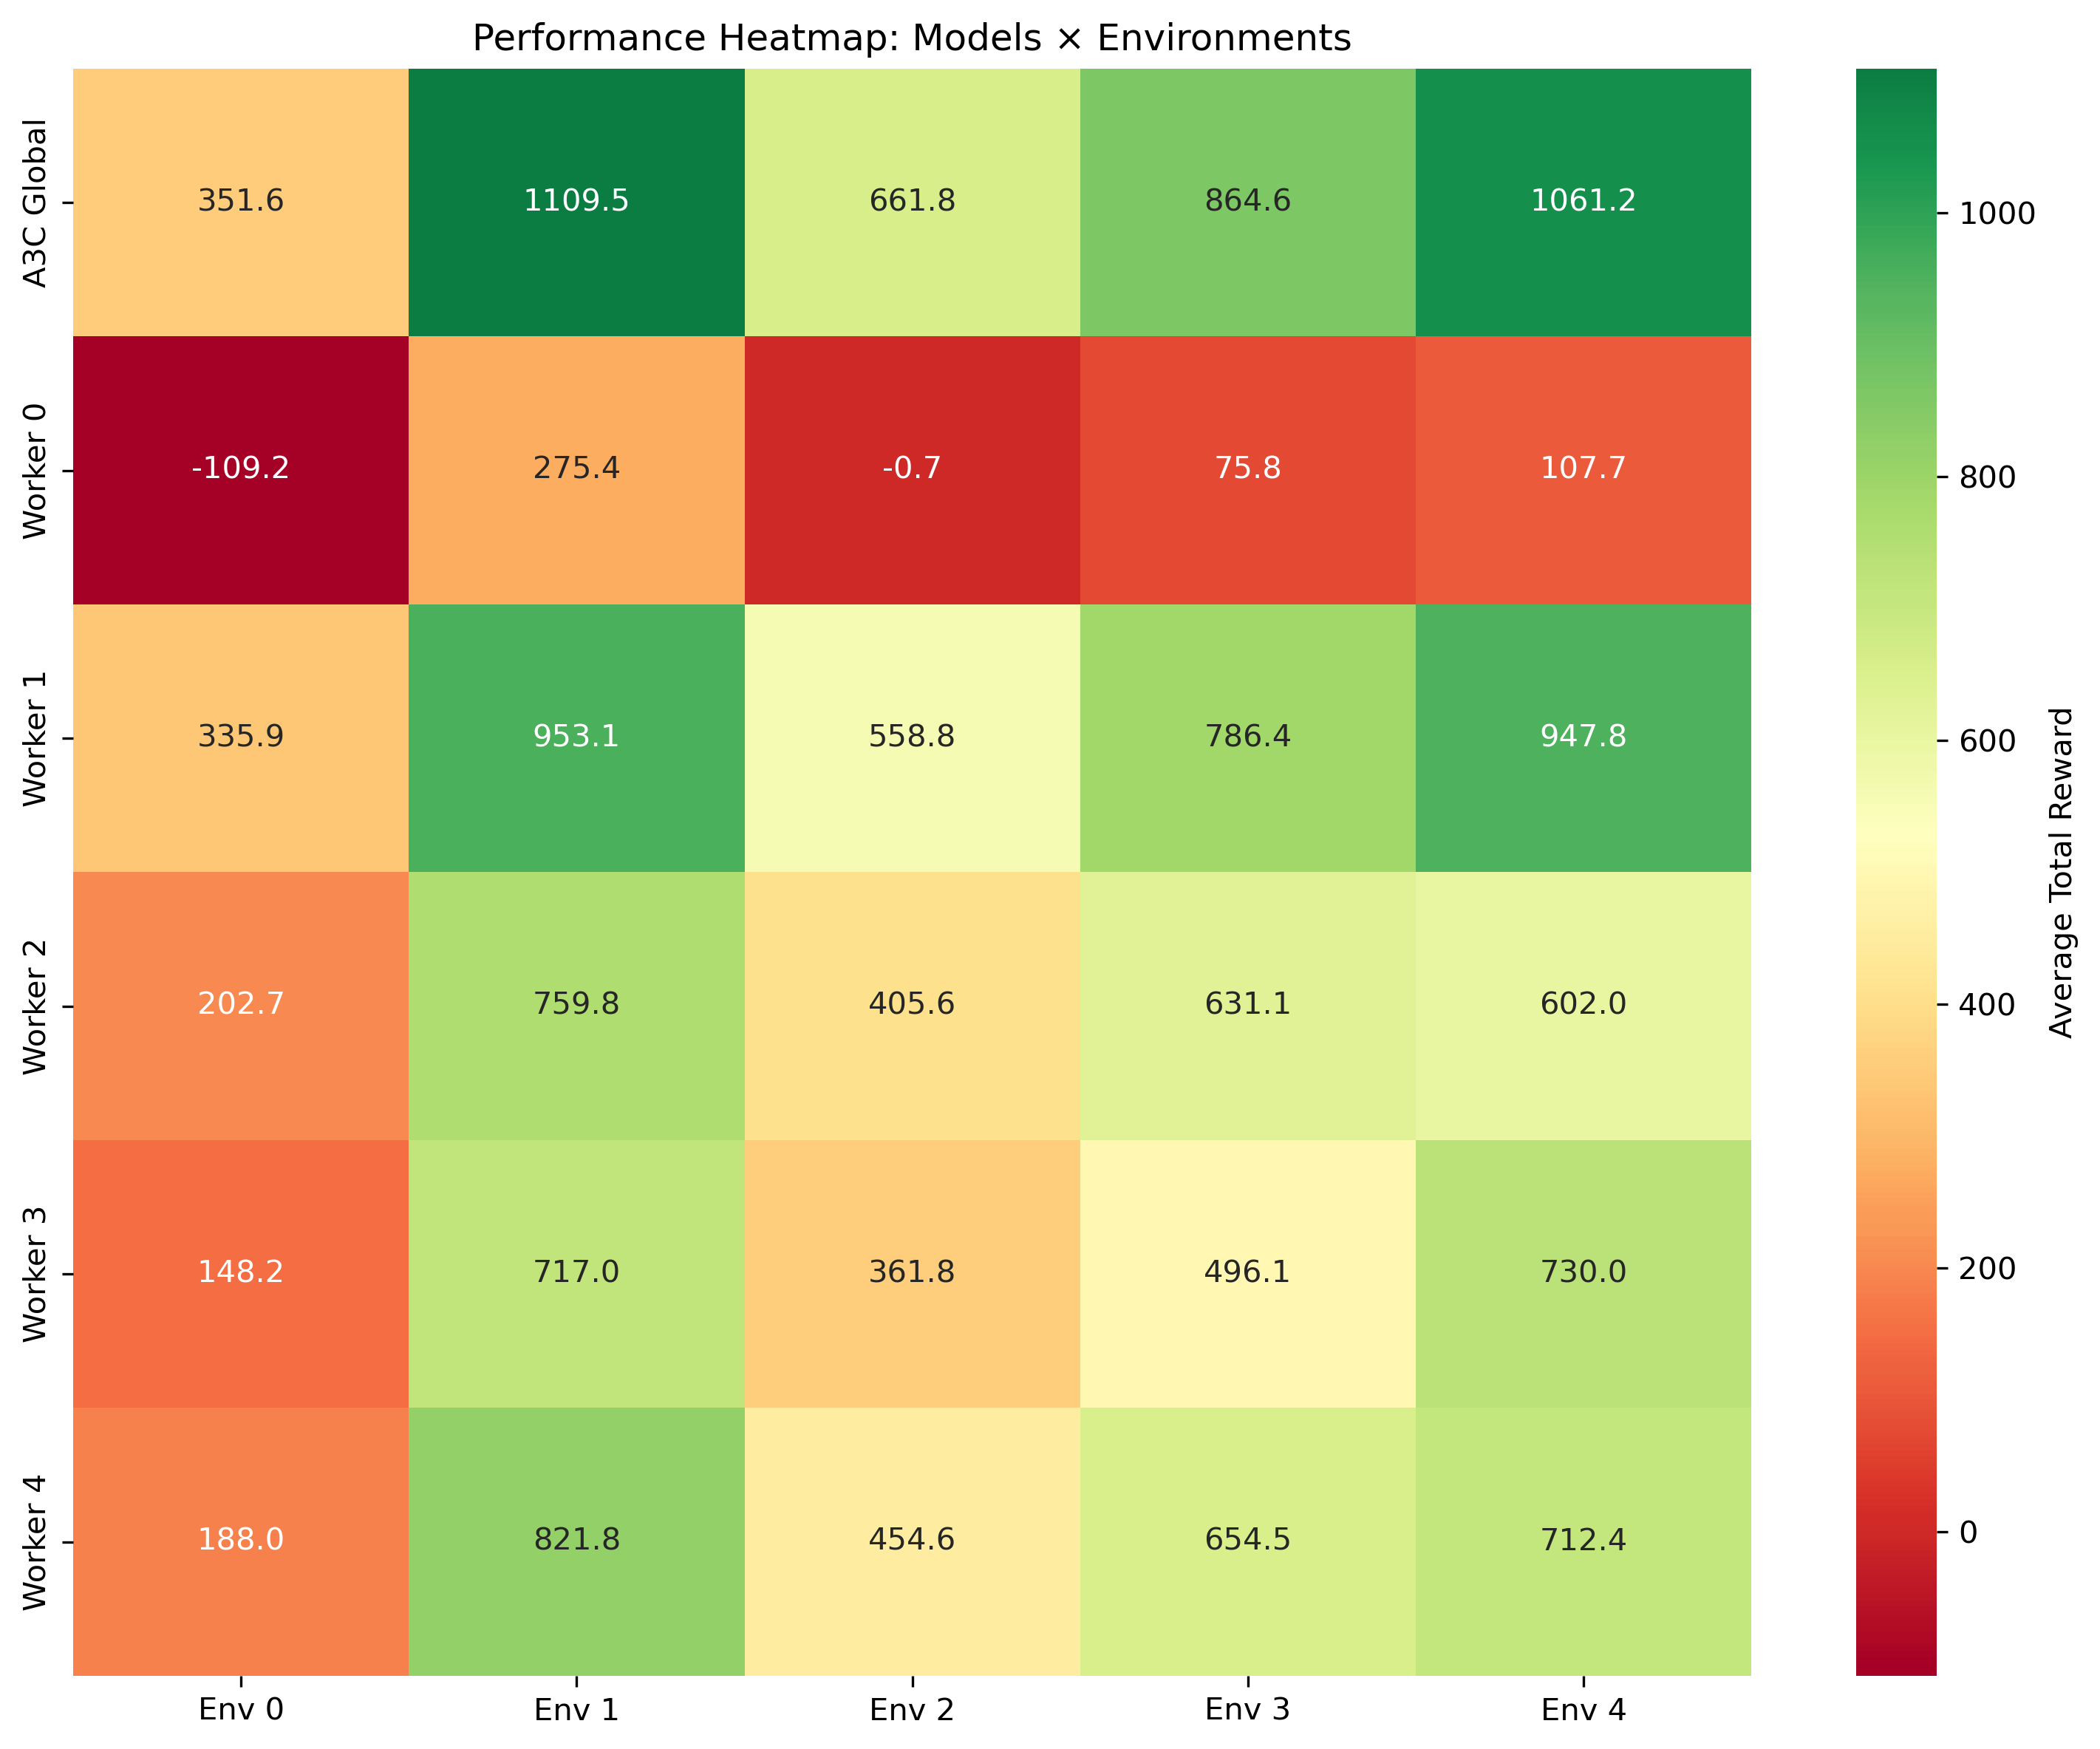 Performance Heatmap: Models × Environments
A3C Global
351.6 1109.5 661.8 864.6 1061.2
Worker 0
-109.2 275.4 -0.7 75.8 107.7
Worker 1
335.9 953.1 558.8 786.4 947.8
Worker 2
202.7 759.8 405.6 631.1 602.0
Worker 3
148.2 717.0 361.8 496.1 730.0
Worker 4
188.0 821.8 454.6 654.5 712.4
Env 0 Env 1 Env 2 Env 3 Env 4
1000
800
600
400
200
0
Average Total Reward